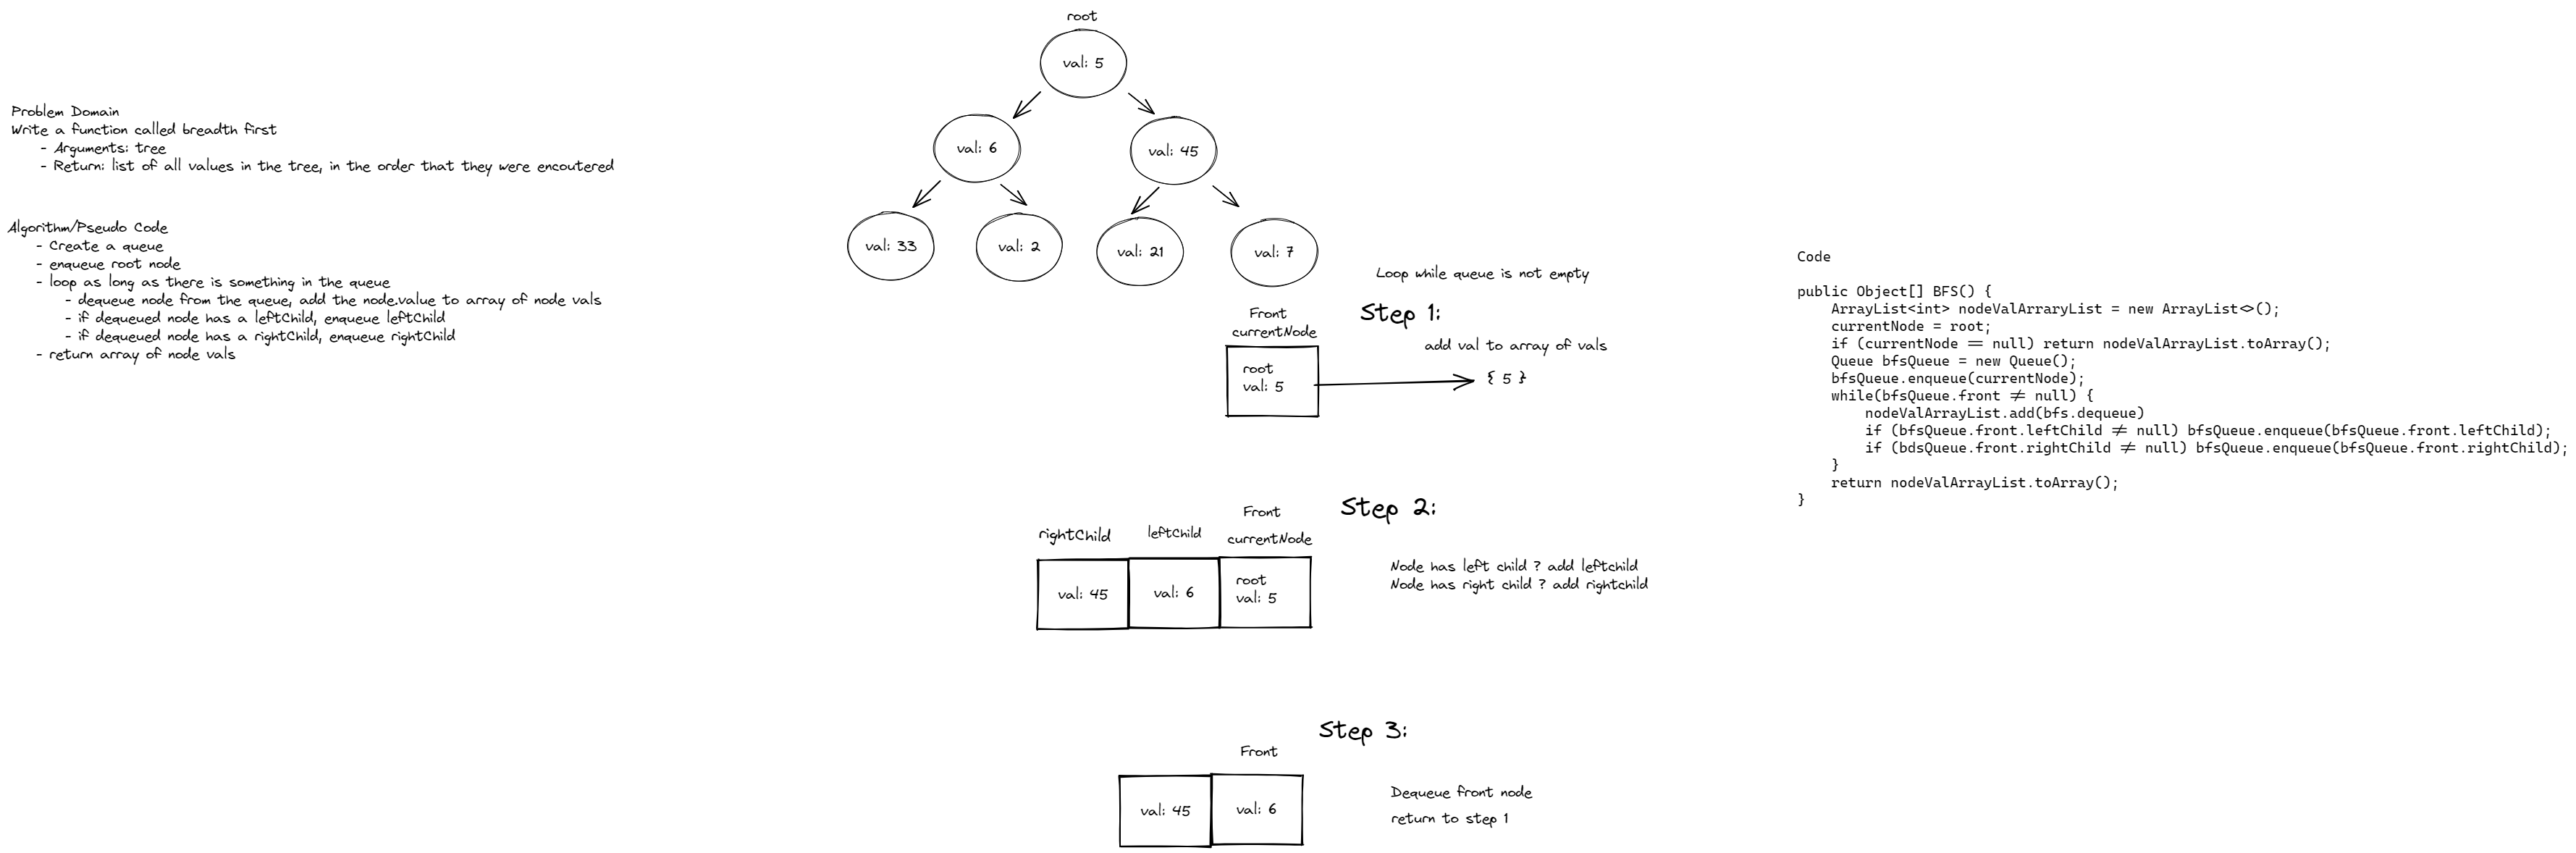 Problem Domain
Write a function called breadth first
- Arguments: tree
- Return: list of all values in the tree, in the order that they were encoutered
Algorithm/Pseudo Code
- Create a queue
- enqueue root node
- loop as long as there is something in the queue
- dequeue node from the queue, add the node.value to array of node vals
- if dequeued node has a leftChild, enqueue leftChild
- if dequeued node has a rightChild, enqueue rightChild
- return array of node vals
root
val: 5
val: 6
val: 45
val: 33
val: 2
val: 21
val: 7
Loop while queue is not empty
Step 1:
Front
currentNode
add val to array of vals
root
val: 5
{ 5 }
Step 2:
Front
rightChild
leftChild
currentNode
Node has left child ? add leftchild
Node has right child ? add rightchild
val: 45
val: 6
root
val: 5
Step 3:
Front
val: 45
val: 6
Dequeue front node
return to step 1
Code
public Object[] BFS() {
ArrayList<int> nodeValArraryList = new ArrayList<>();
currentNode = root;
if (currentNode == null) return nodeValArrayList.toArray();
Queue bfsQueue = new Queue();
bfsQueue.enqueue(currentNode);
while(bfsQueue.front != null) {
nodeValArrayList.add(bfs.dequeue)
if (bfsQueue.front.leftChild != null) bfsQueue.enqueue(bfsQueue.front.leftChild);
if (bdsQueue.front.rightChild != null) bfsQueue.enqueue(bfsQueue.front.rightChild);
}
return nodeValArrayList.toArray();
}